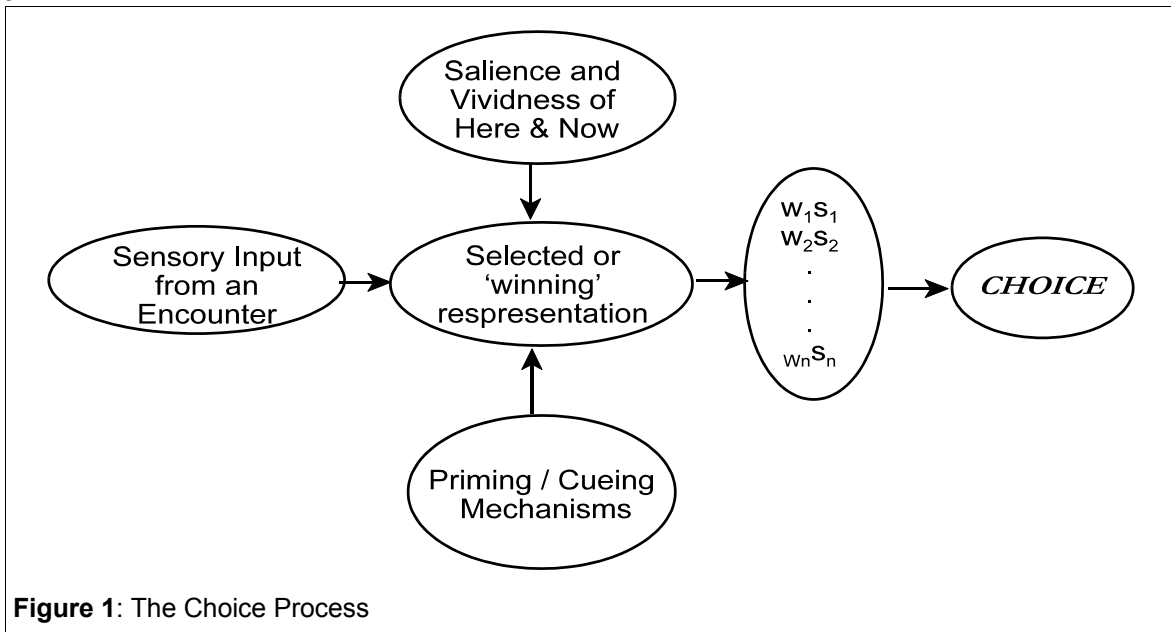 Salience and
Vividness of
Here & Now
Sensory Input
from an
Encounter
Selected or
‘winning’
respresentation
w₁s₁
w₂s₂
.
.
.
wₙsₙ
CHOICE
Priming / Cueing
Mechanisms
Figure 1: The Choice Process